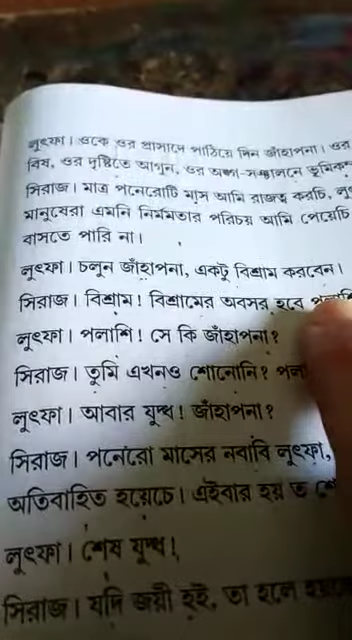 লুৎফা। ওকে ওর প্রাসাদে পাঠিয়ে দিন জাঁহাপনা। ওর
বিষ, ওর দৃষ্টিতে আগুন, ওর অঙ্গ-সঞ্চালনে
সিরাজ। মাত্র পনেরোটি মাস আমি রাজত্ব করচি,
মানুষেরা এমনি নির্মমতার পরিচয় আমি পেয়েচি
বাসতে পারি না।
লুৎফা। চলুন জাঁহাপনা, একটু বিশ্রাম করবেন।
সিরাজ। বিশ্রাম! বিশ্রামের অবসর হবে
লুৎফা। পলাশি! সে কি জাঁহাপনা?
সিরাজ। তুমি এখনও শোনোনি?
লুৎফা। আবার যুদ্ধ! জাঁহাপনা?
সিরাজ। পনেরো মাসের নবাবি লুৎফা,
অতিবাহিত হয়েচে। এইবার হয় ত
লুৎফা। শেষ যুদ্ধ!
সিরাজ। যদি জয়ী হই, তা হলে